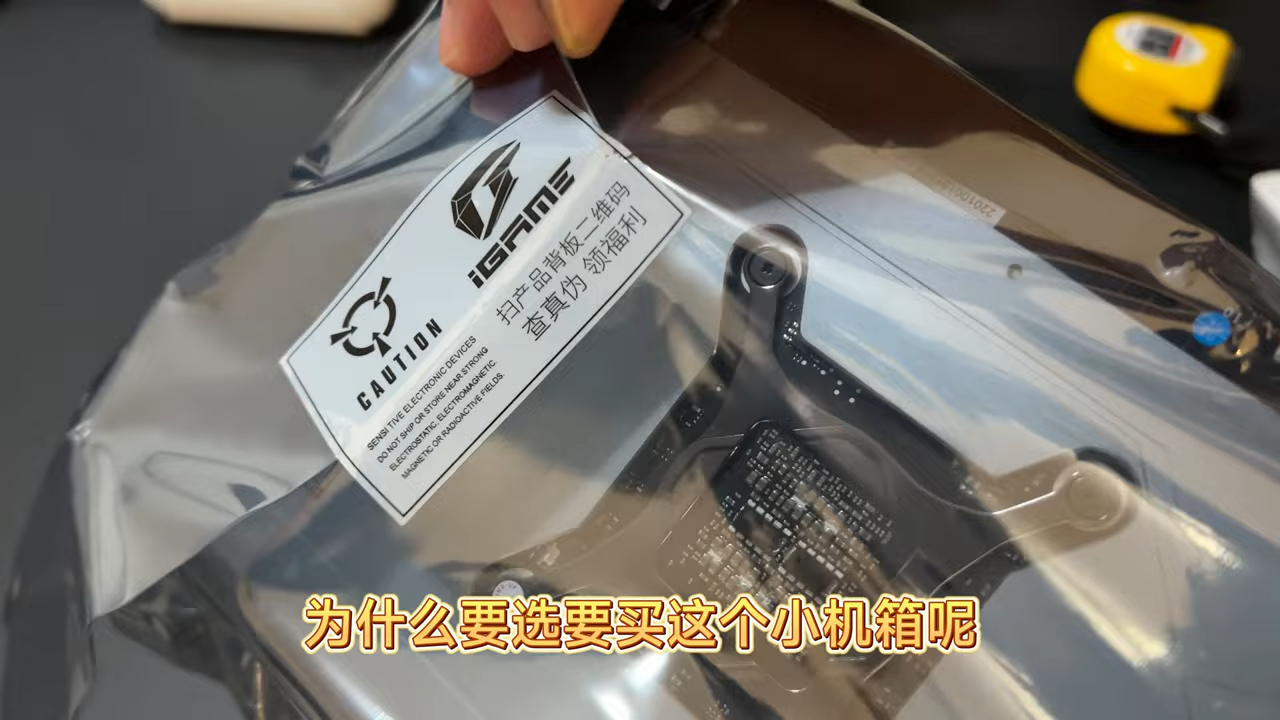 iGAME
扫产品背板二维码
查真伪 领福利
CAUTION
SENSI TIVE ELECTRONIC DEVICES
DO NOT SHIP OR STORE NEAR STRONG
ELECTROSTATIC. ELECTROMAGNETIC
MAGNETIC OR RADIOACTIVE FIELDS.
为什么要选要买这个小机箱呢